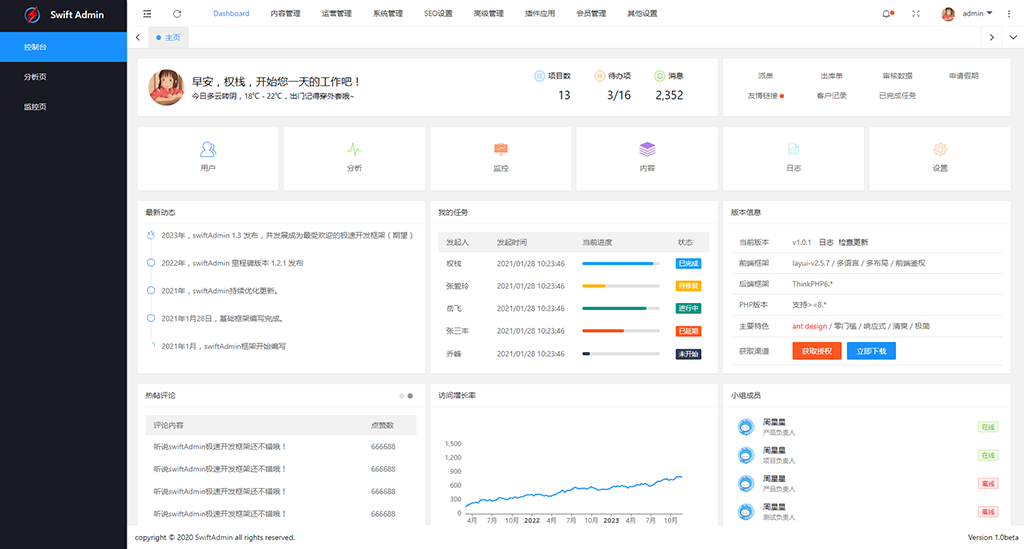 Swift Admin
Dashboard 内容管理 运营管理 系统管理 SEO设置 高级管理 插件应用 会员管理 其他设置
admin
控制台
分析页
监控页
主页
早安，权栈，开始您一天的工作吧！
今日多云转阴，18℃ - 22℃，出门记得穿外套哦~
项目数 待办项 消息
13 3/16 2,352
派单 出库单 审核数据 申请假期
友情链接 客户记录 已完成任务
用户 分析 监控 内容 日志 设置
最新动态
2023年，swiftAdmin 1.3 发布，并发展成为最受欢迎的极速开发框架（期望）
2022年，swiftAdmin 里程碑版本 1.2.1 发布
2021年，swiftAdmin持续优化更新。
2021年1月28日，基础框架编写完成。
2021年1月，swiftAdmin框架开始编写
我的任务
发起人 发起时间 当前进度 状态
权栈 2021/01/28 10:23:46 已完成
张爱玲 2021/01/28 10:23:46 待修复
岳飞 2021/01/28 10:23:46 进行中
张三丰 2021/01/28 10:23:46 已延期
乔峰 2021/01/28 10:23:46 未开始
版本信息
当前版本 v1.0.1 日志 检查更新
前端框架 layui-v2.5.7 / 多语言 / 多布局 / 前端鉴权
后端框架 ThinkPHP6.*
PHP版本 支持>=8.*
主要特色 ant design / 零门槛 / 响应式 / 清爽 / 极简
获取渠道 获取授权 立即下载
热帖评论
评论内容 点赞数
听说swiftAdmin极速开发框架还不错哦！ 666688
听说swiftAdmin极速开发框架还不错哦！ 666688
听说swiftAdmin极速开发框架还不错哦！ 666688
听说swiftAdmin极速开发框架还不错哦！ 666688
访问增长率
1,500
1,200
900
600
300
0
4月 7月 10月 2022 4月 7月 10月 2023 4月 7月 10月
小组成员
周星星
产品负责人 在线
周星星
项目负责人 在线
周星星
产品负责人 离线
周星星
测试负责人 离线
copyright © 2020 SwiftAdmin all rights reserved.
Version 1.0beta